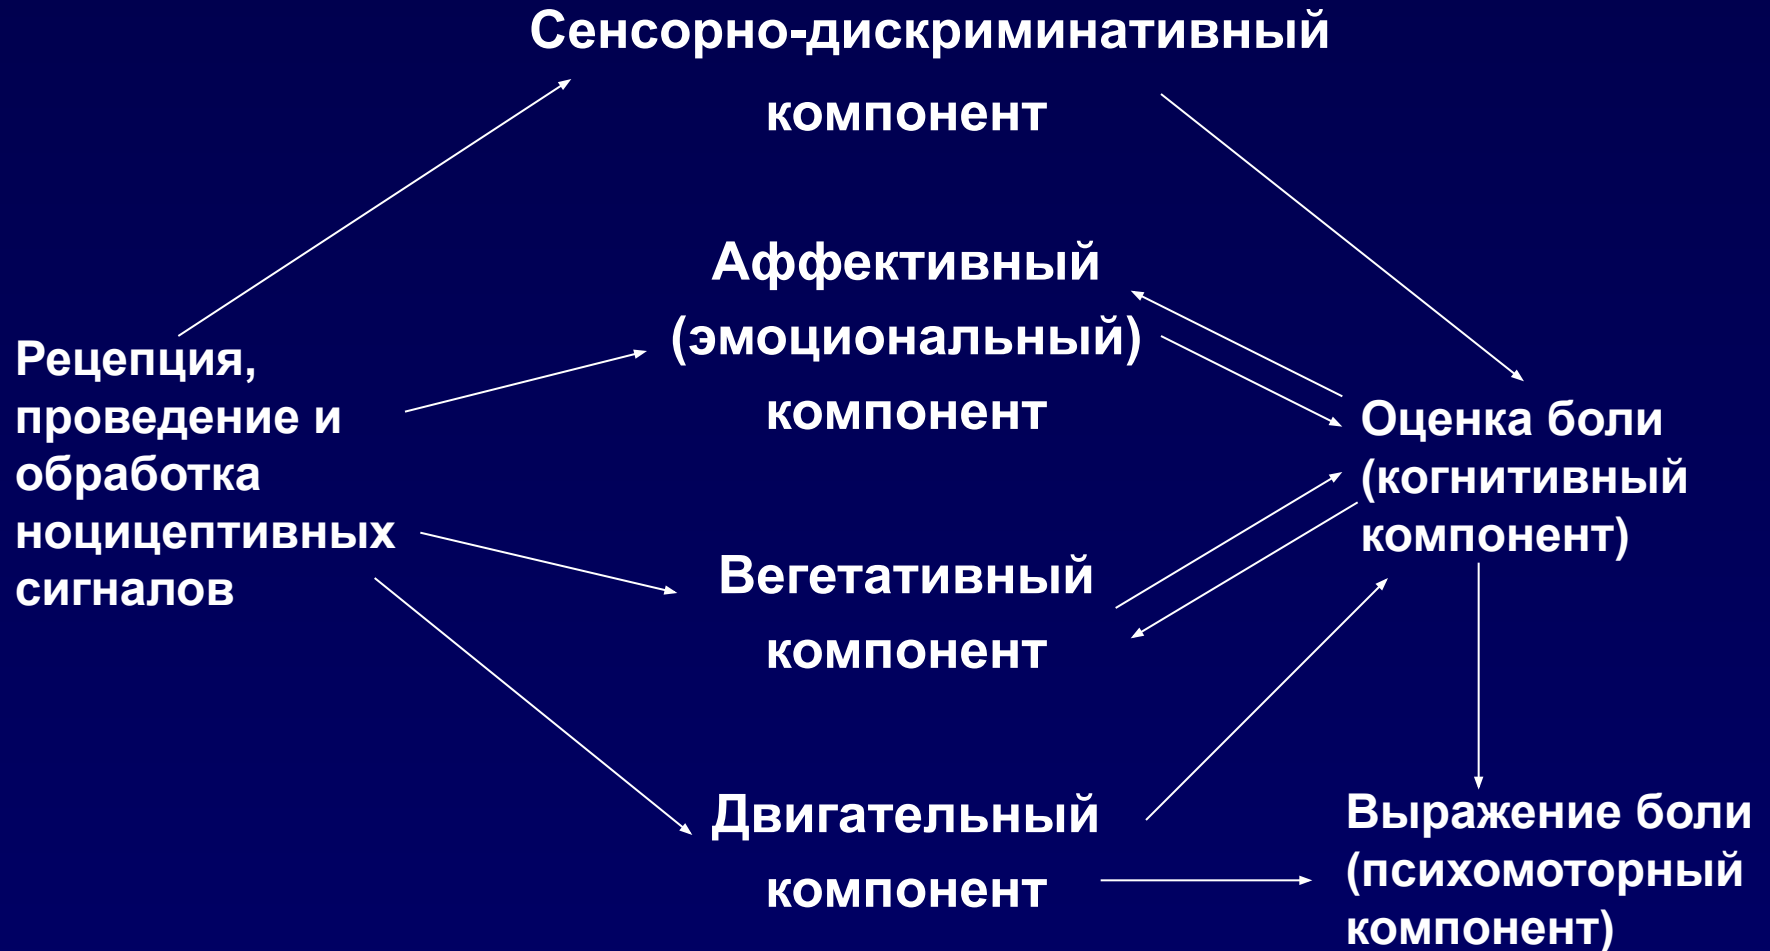 Сенсорно-дискриминативный
компонент
Аффективный
(эмоциональный)
компонент
Рецепция,
проведение и
обработка
ноцицептивных
сигналов
Оценка боли
(когнитивный
компонент)
Вегетативный
компонент
Двигательный
компонент
Выражение боли
(психомоторный
компонент)